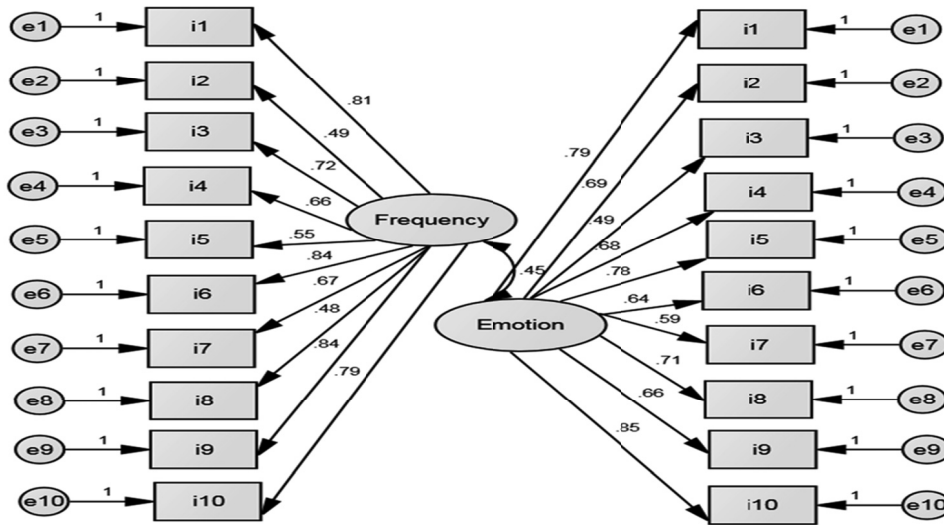 e1 1 i1 i1 1 e1
e2 1 i2 i2 1 e2
.81
e3 1 i3 .49 i3 1 e3
.79
.72
e4 1 i4 .66 .69 i4 1 e4
Frequency .49
e5 1 i5 .55 .68 i5 1 e5
.84 .45 .78
e6 1 i6 .67 .64 i6 1 e6
.48 Emotion .59
e7 1 i7 .84 i7 1 e7
.71
.79
e8 1 i8 .66 i8 1 e8
.85
e9 1 i9 i9 1 e9
e10 1 i10 i10 1 e10